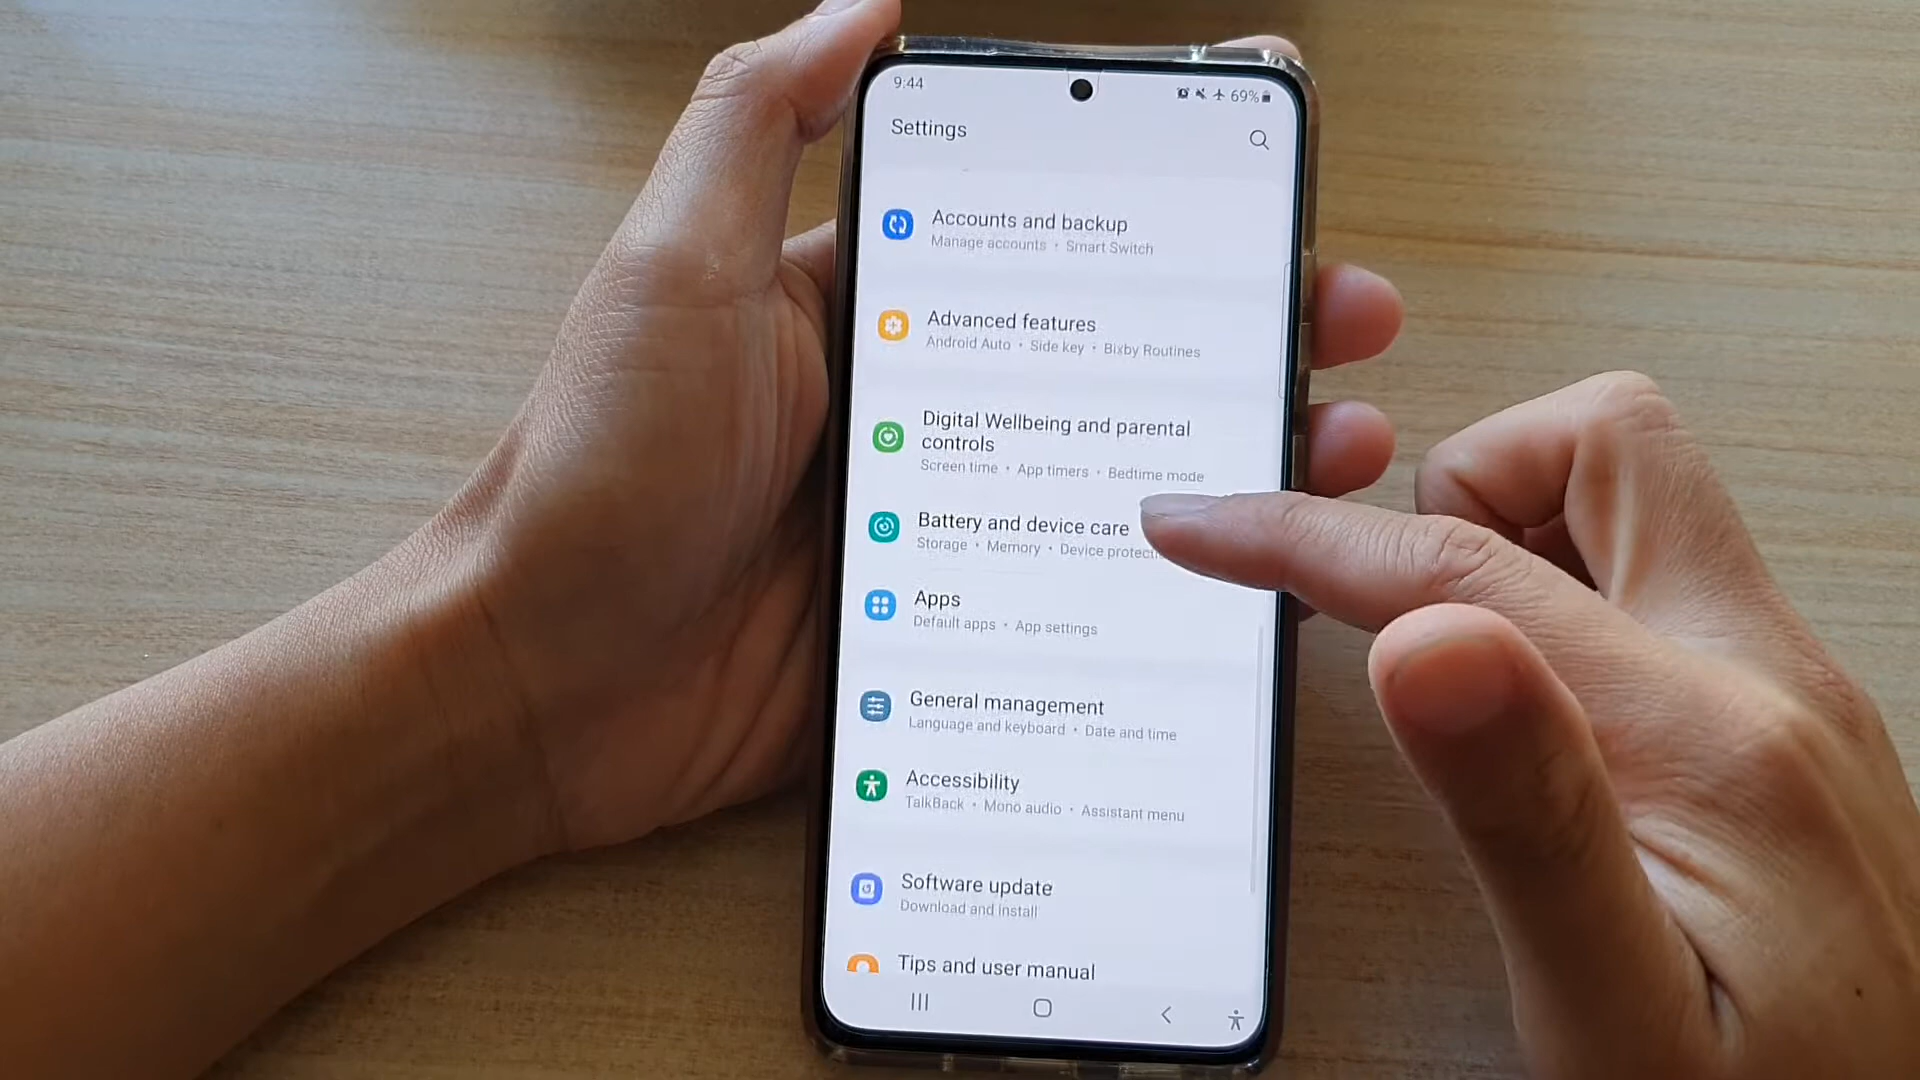 9:44
69%
Settings
Accounts and backup
Manage accounts • Smart Switch
Advanced features
Android Auto • Side key • Bixby Routines
Digital Wellbeing and parental
controls
Screen time • App timers • Bedtime mode
Battery and device care
Storage • Memory • Device
Apps
Default apps • App settings
General management
Language and keyboard • Date and time
Accessibility
TalkBack • Mono audio • Assistant menu
Software update
Download and install
Tips and user manual